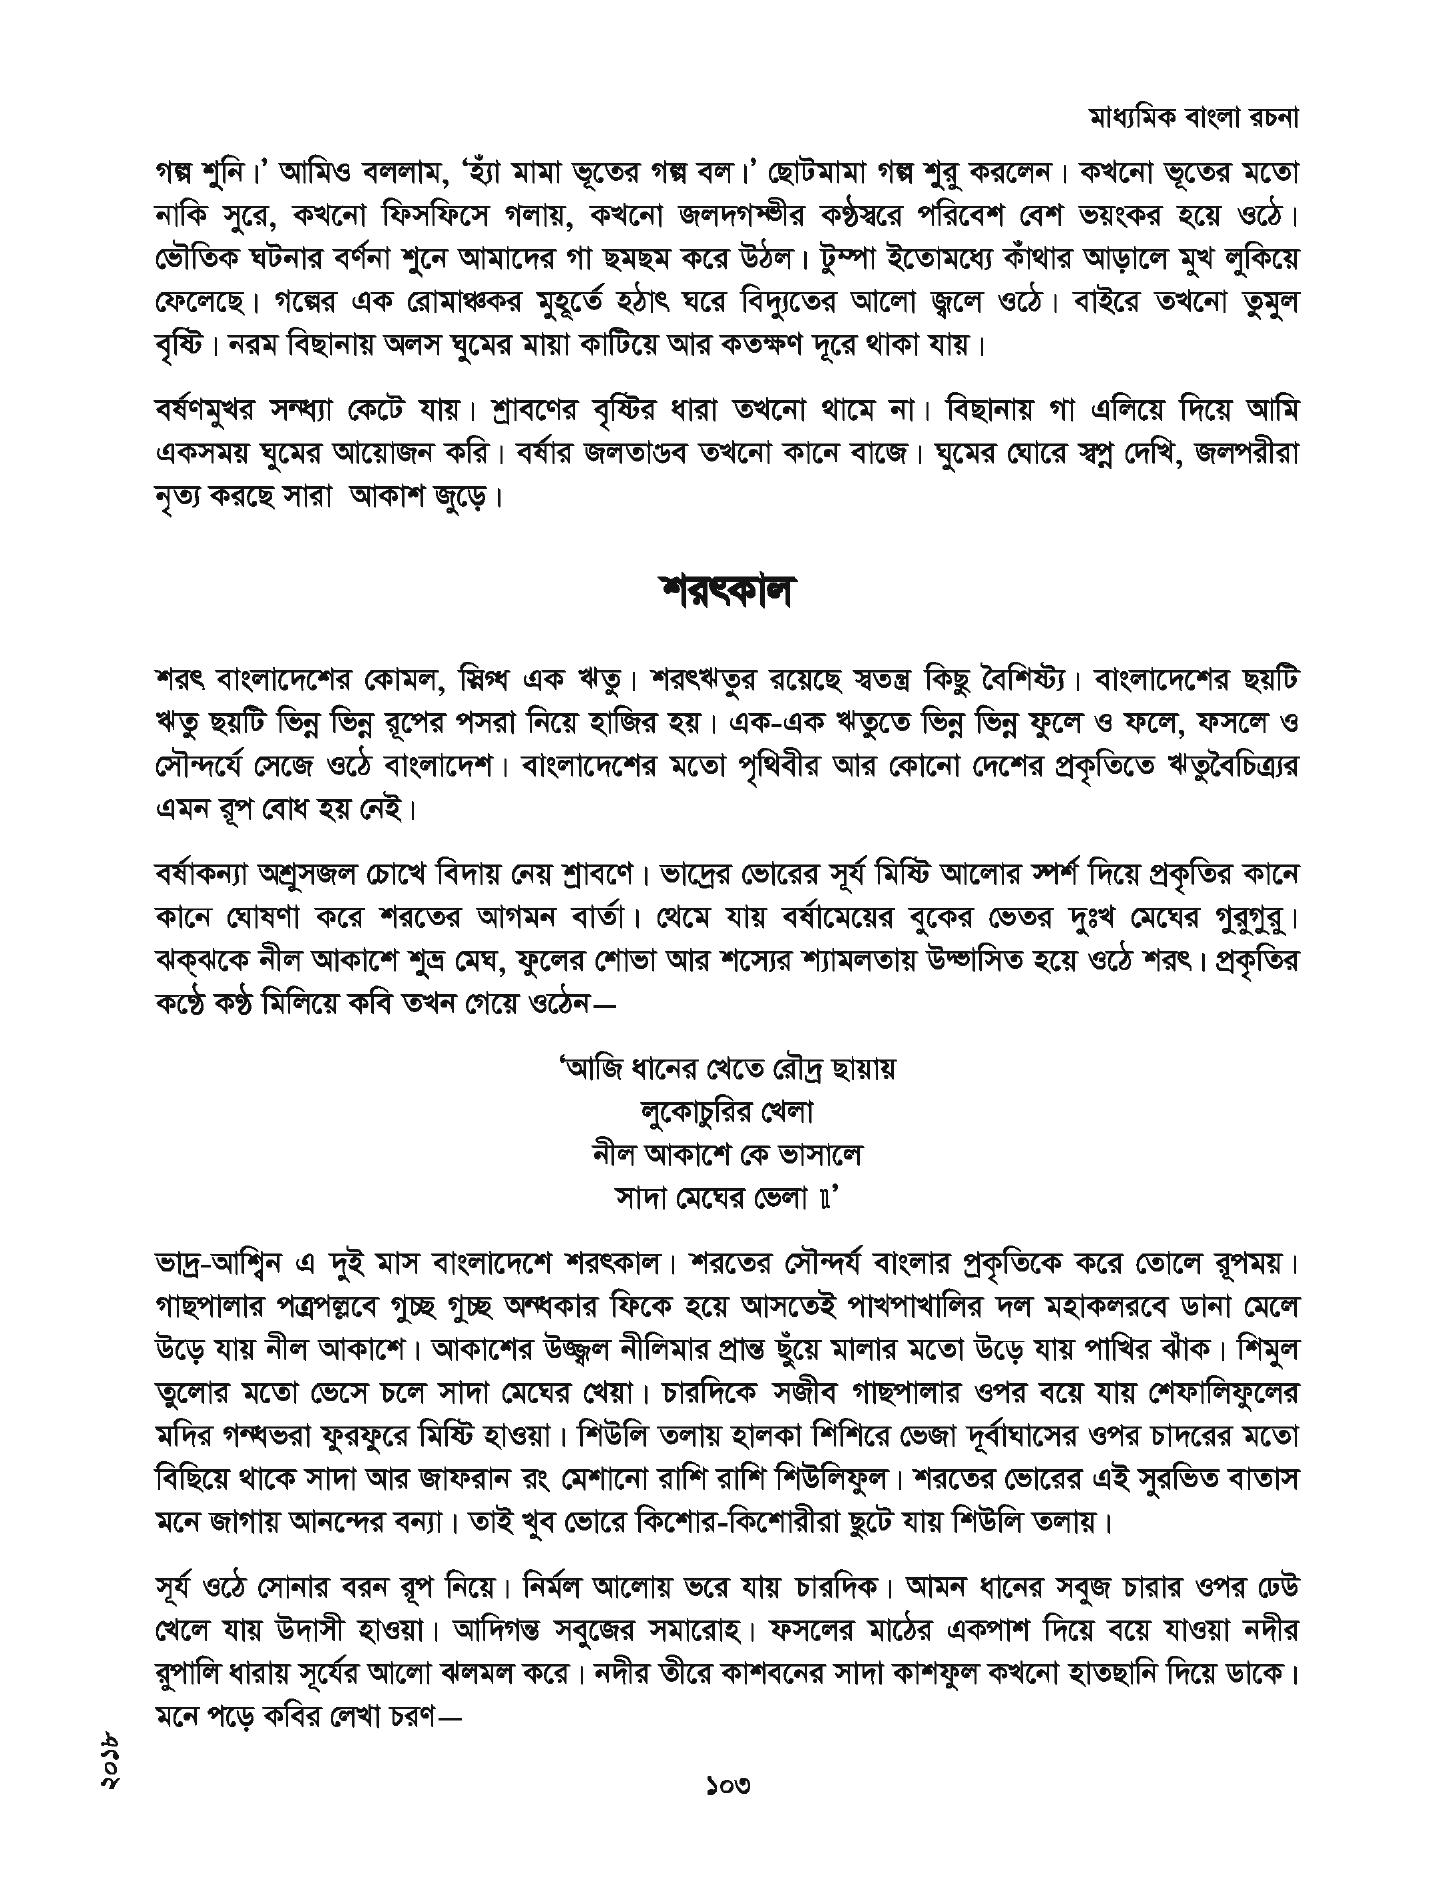 মাধ্যমিক বাংলা রচনা
গল্প শুনি।’ আমিও বললাম, ‘হ্যাঁ মামা ভূতের গল্প বল।’ ছোটমামা গল্প শুরু করলেন। কখনো ভূতের মতো
নাকি সুরে, কখনো ফিসফিসে গলায়, কখনো জলদগম্ভীর কণ্ঠস্বরে পরিবেশ বেশ ভয়ংকর হয়ে ওঠে।
ভৌতিক ঘটনার বর্ণনা শুনে আমাদের গা ছমছম করে উঠল। টুম্পা ইতোমধ্যে কাঁথার আড়ালে মুখ লুকিয়ে
ফেলেছে। গল্পের এক রোমাঞ্চকর মুহূর্তে হঠাৎ ঘরে বিদ্যুতের আলো জ্বলে ওঠে। বাইরে তখনো তুমুল
বৃষ্টি। নরম বিছানায় অলস ঘুমের মায়া কাটিয়ে আর কতক্ষণ দূরে থাকা যায়।
বর্ষণমুখর সন্ধ্যা কেটে যায়। শ্রাবণের বৃষ্টির ধারা তখনো থামে না। বিছানায় গা এলিয়ে দিয়ে আমি
একসময় ঘুমের আয়োজন করি। বর্ষার জলতাণ্ডব তখনো কানে বাজে। ঘুমের ঘোরে স্বপ্ন দেখি, জলপরীরা
নৃত্য করছে সারা আকাশ জুড়ে।
শরৎকাল
শরৎ বাংলাদেশের কোমল, স্নিগ্ধ এক ঋতু। শরৎঋতুর রয়েছে স্বতন্ত্র কিছু বৈশিষ্ট্য। বাংলাদেশের ছয়টি
ঋতু ছয়টি ভিন্ন ভিন্ন রূপের পসরা নিয়ে হাজির হয়। এক-এক ঋতুতে ভিন্ন ভিন্ন ফুলে ও ফলে, ফসলে ও
সৌন্দর্যে সেজে ওঠে বাংলাদেশ। বাংলাদেশের মতো পৃথিবীর আর কোনো দেশের প্রকৃতিতে ঋতুবৈচিত্র্যর
এমন রূপ বোধ হয় নেই।
বর্ষাকন্যা অশ্রুসজল চোখে বিদায় নেয় শ্রাবণে। ভাদ্রের ভোরের সূর্য মিষ্টি আলোর স্পর্শ দিয়ে প্রকৃতির কানে
কানে ঘোষণা করে শরতের আগমন বার্তা। থেমে যায় বর্ষামেয়ের বুকের ভেতর দুঃখ মেঘের গুরুগুরু।
ঝক্‌ঝকে নীল আকাশে শুভ্র মেঘ, ফুলের শোভা আর শস্যের শ্যামলতায় উদ্ভাসিত হয়ে ওঠে শরৎ। প্রকৃতির
কণ্ঠে কণ্ঠ মিলিয়ে কবি তখন গেয়ে ওঠেন—
‘আজি ধানের খেতে রৌদ্র ছায়ায়
লুকোচুরির খেলা
নীল আকাশে কে ভাসালে
সাদা মেঘের ভেলা ॥’
ভাদ্র-আশ্বিন এ দুই মাস বাংলাদেশে শরৎকাল। শরতের সৌন্দর্য বাংলার প্রকৃতিকে করে তোলে রূপময়।
গাছপালার পত্রপল্লবে গুচ্ছ গুচ্ছ অন্ধকার ফিকে হয়ে আসতেই পাখপাখালির দল মহাকলরবে ডানা মেলে
উড়ে যায় নীল আকাশে। আকাশের উজ্জ্বল নীলিমার প্রান্ত ছুঁয়ে মালার মতো উড়ে যায় পাখির ঝাঁক। শিমুল
তুলোর মতো ভেসে চলে সাদা মেঘের খেয়া। চারদিকে সজীব গাছপালার ওপর বয়ে যায় শেফালিফুলের
মদির গন্ধভরা ফুরফুরে মিষ্টি হাওয়া। শিউলি তলায় হালকা শিশিরে ভেজা দূর্বাঘাসের ওপর চাদরের মতো
বিছিয়ে থাকে সাদা আর জাফরান রং মেশানো রাশি রাশি শিউলিফুল। শরতের ভোরের এই সুরভিত বাতাস
মনে জাগায় আনন্দের বন্যা। তাই খুব ভোরে কিশোর-কিশোরীরা ছুটে যায় শিউলি তলায়।
সূর্য ওঠে সোনার বরন রূপ নিয়ে। নির্মল আলোয় ভরে যায় চারদিক। আমন ধানের সবুজ চারার ওপর ঢেউ
খেলে যায় উদাসী হাওয়া। আদিগন্ত সবুজের সমারোহ। ফসলের মাঠের একপাশ দিয়ে বয়ে যাওয়া নদীর
রুপালি ধারায় সূর্যের আলো ঝলমল করে। নদীর তীরে কাশবনের সাদা কাশফুল কখনো হাতছানি দিয়ে ডাকে।
মনে পড়ে কবির লেখা চরণ—
২০১৮
১০৩